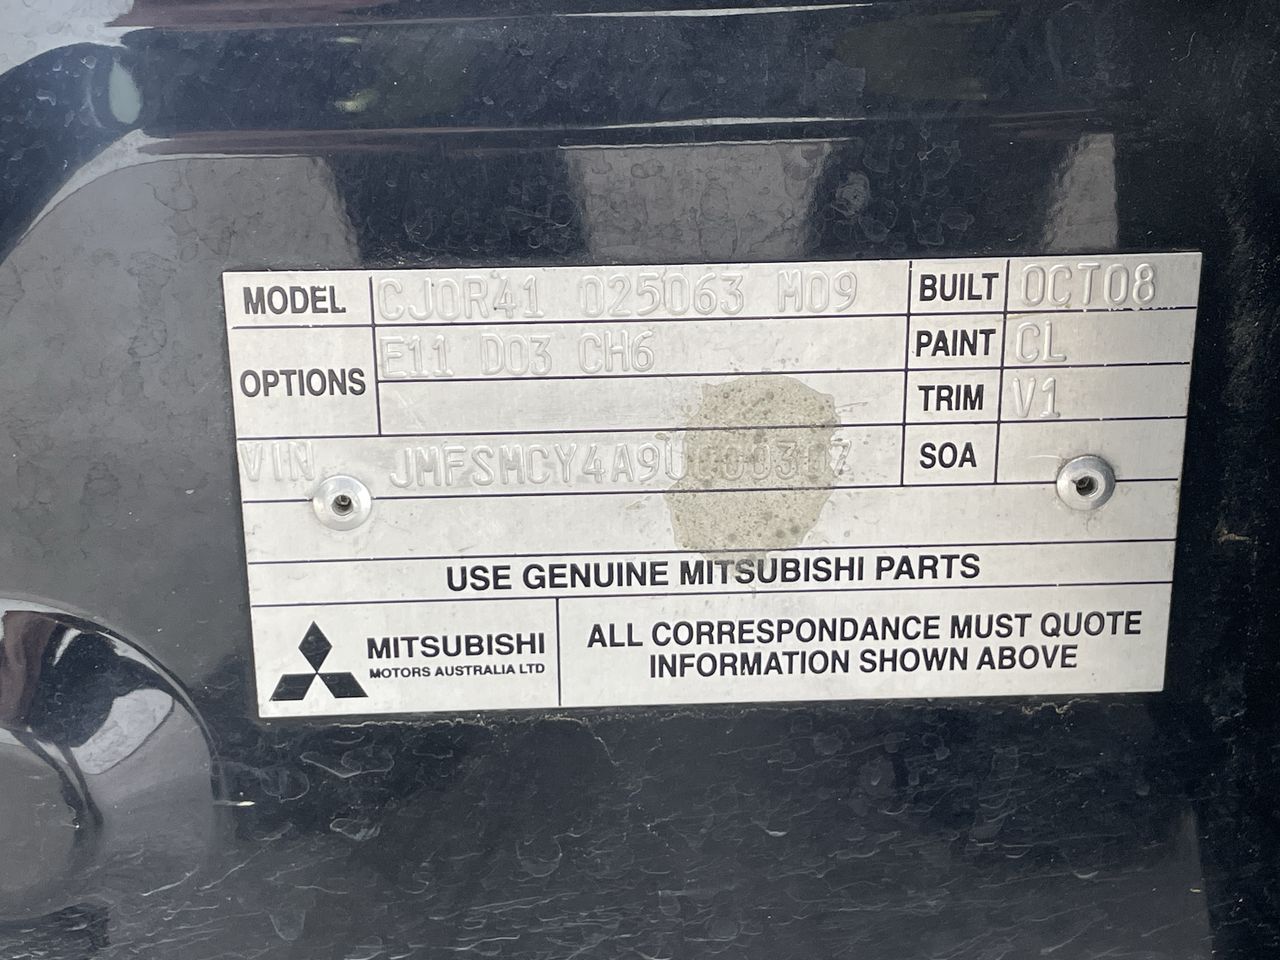 MODEL CJ0R41 025063 M09 BUILT OCT08
OPTIONS E11 D03 CH6 PAINT CL
X TRIM V1
VIN SOA
USE GENUINE MITSUBISHI PARTS
MITSUBISHI
MOTORS AUSTRALIA LTD
ALL CORRESPONDANCE MUST QUOTE
INFORMATION SHOWN ABOVE